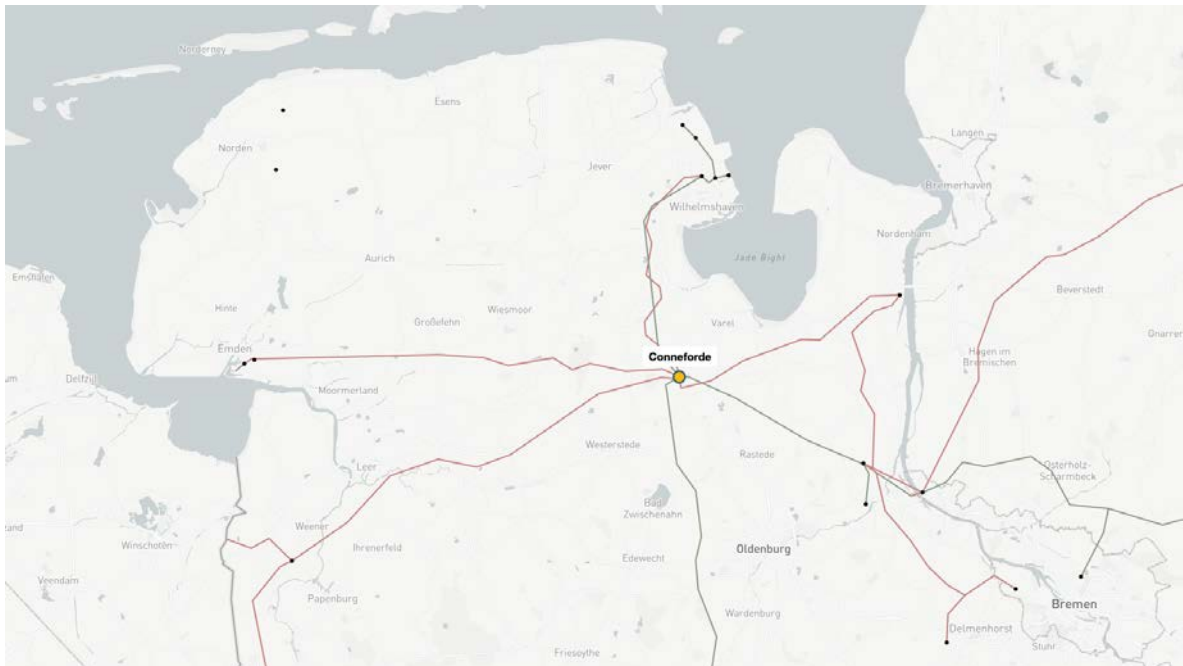 Norderney
Esens
Langen
Norden
Jever
Bremerhaven
Wilhelmshaven
Nordenham
Jade Bight
Aurich
Emshaven
Beverstedt
Hinte
Wiesmoor
Großefehn
Varel
Gnarren
Emden
Conneforde
Hagen im
Bremischen
Delfzijl
Moormerland
Westerstede
Rastede
Leer
Osterholz-
Scharmbeck
Bad
Zwischenahn
Weener
Winschoten
Ihrenerfeld
Oldenburg
Edewecht
Veendam
Papenburg
Wardenburg
Bremen
Delmenhorst
Stuhr
Friesoythe